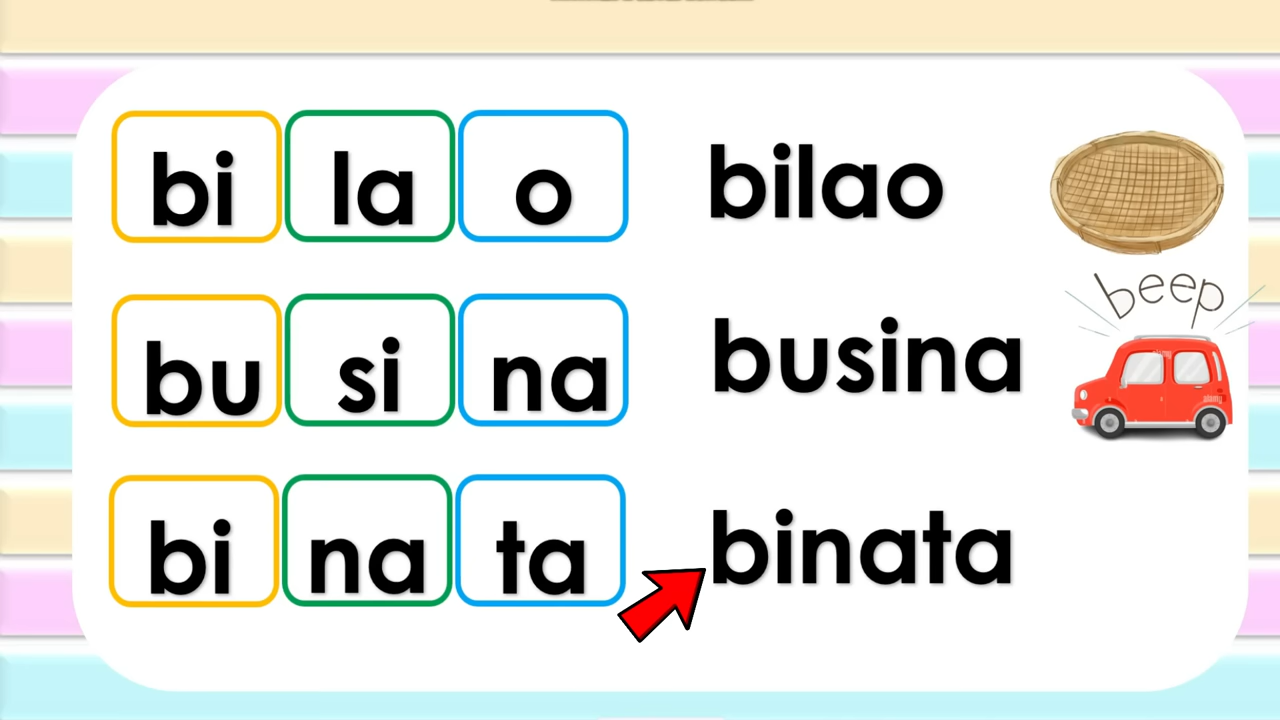 bi la o bilao
beep
bu si na busina
bi na ta binata